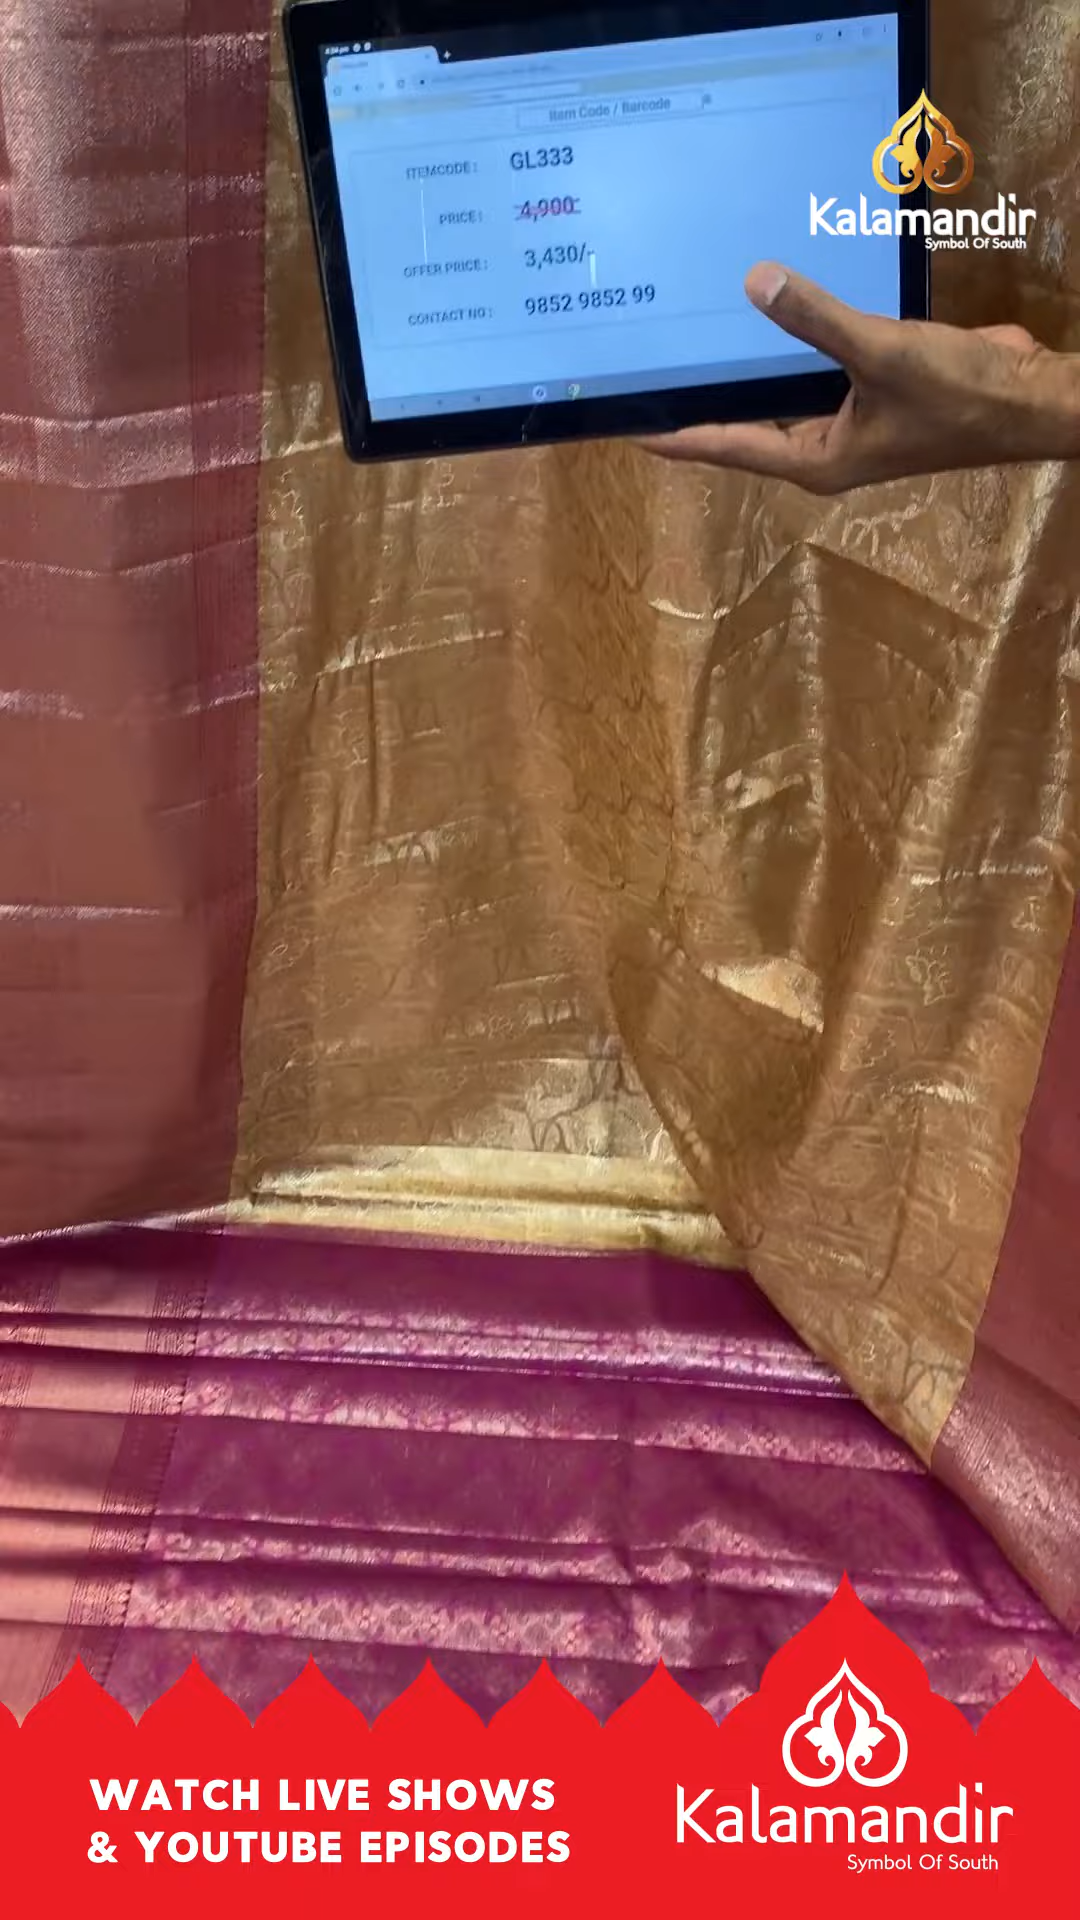 Item Code / Barcode
ITEMCODE : GL333
PRICE : 4,900
OFFER PRICE : 3,430/-
CONTACT NO : 9852 9852 99
Kalamandir
Symbol Of South
WATCH LIVE SHOWS
& YOUTUBE EPISODES
Kalamandir
Symbol Of South